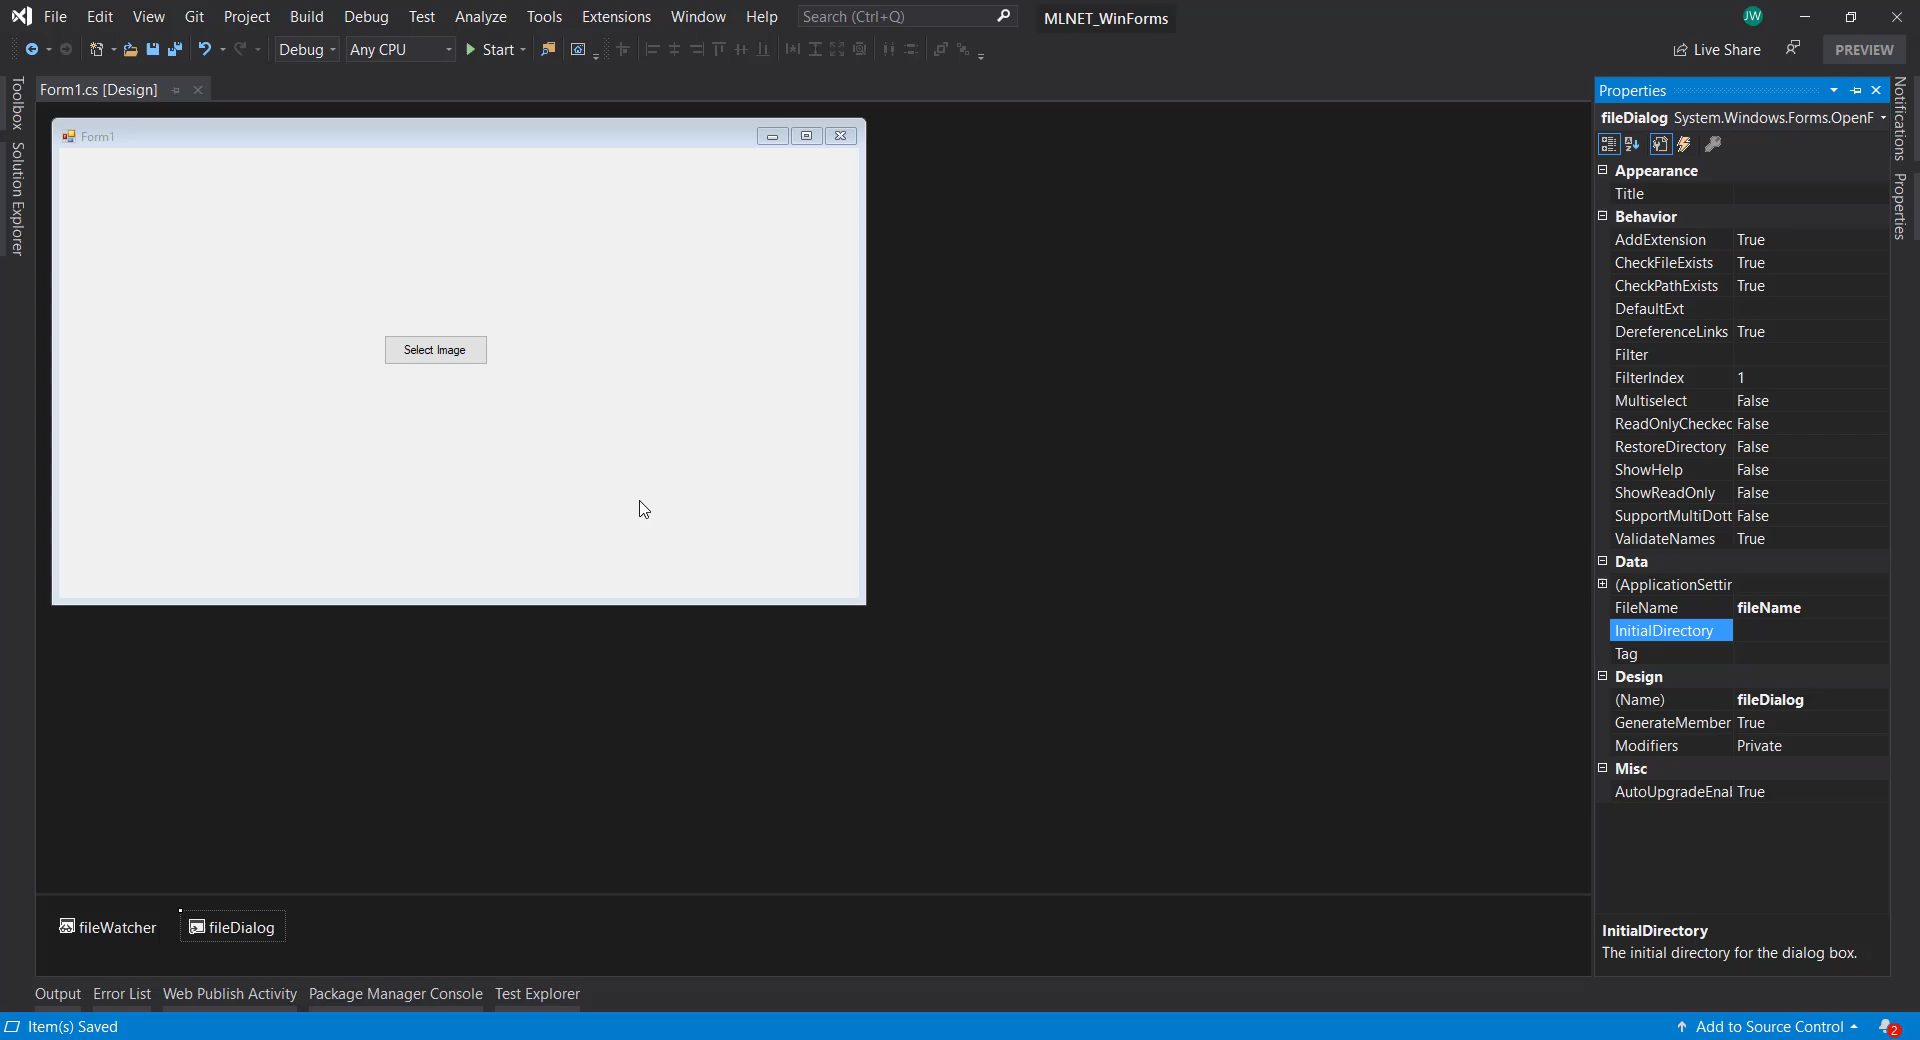 File Edit View Git Project Build Debug Test Analyze Tools Extensions Window Help Search (Ctrl+Q) MLNET_WinForms JW
Debug Any CPU Start Live Share PREVIEW
Toolbox
Solution Explorer
Form1.cs [Design]
Form1
Select Image
fileWatcher fileDialog
Properties
fileDialog System.Windows.Forms.OpenF
Appearance
Title
Behavior
AddExtension True
CheckFileExists True
CheckPathExists True
DefaultExt
DereferenceLinks True
Filter
FilterIndex 1
Multiselect False
ReadOnlyChecked False
RestoreDirectory False
ShowHelp False
ShowReadOnly False
SupportMultiDott False
ValidateNames True
Data
(ApplicationSettir
FileName fileName
InitialDirectory
Tag
Design
(Name) fileDialog
GenerateMember True
Modifiers Private
Misc
AutoUpgradeEnal True
InitialDirectory
The initial directory for the dialog box.
Notifications
Properties
Output Error List Web Publish Activity Package Manager Console Test Explorer
Item(s) Saved Add to Source Control 2